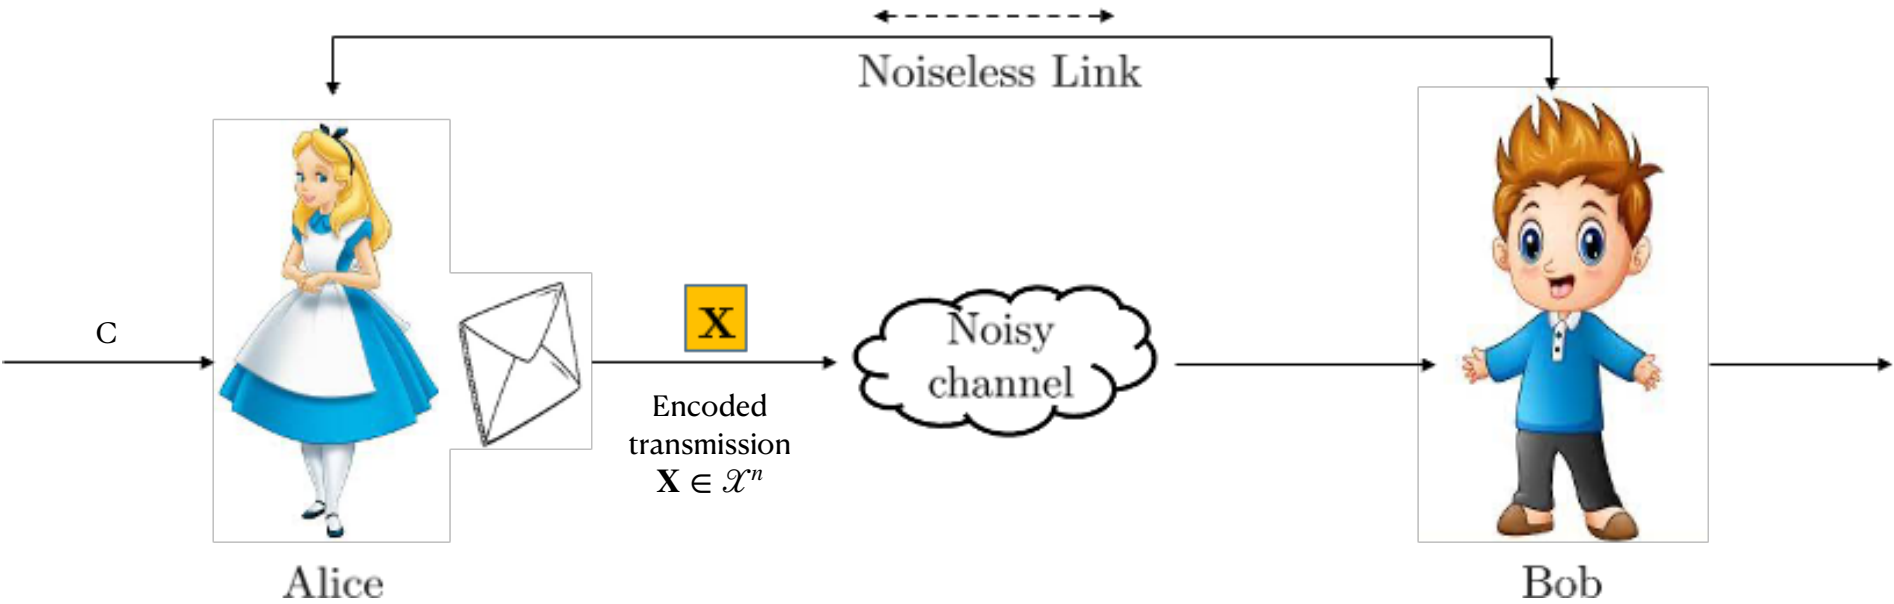 Noiseless Link
C
X
Encoded
transmission
X ∈ 𝒳ⁿ
Noisy
channel
Alice
Bob